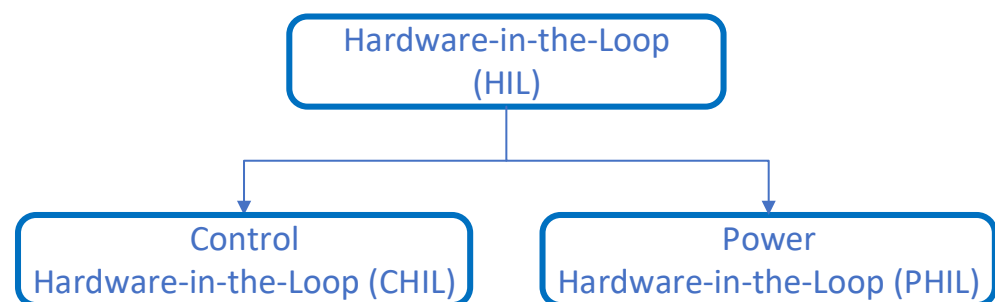 Hardware-in-the-Loop
(HIL)
Control
Hardware-in-the-Loop (CHIL)
Power
Hardware-in-the-Loop (PHIL)